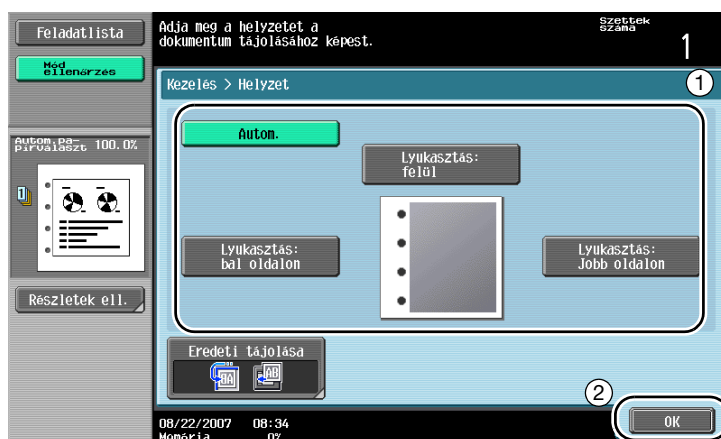 Feladatlista
Mód
ellenőrzés
Autom.pa-
pírválaszt 100.0%
1
Részletek ell.
Adja meg a helyzetet a
dokumentum tájolásához képest.
Szettek
száma
1
Kezelés > Helyzet
1
Autom.
Lyukasztás:
felül
Lyukasztás:
bal oldalon
Lyukasztás:
Jobb oldalon
Eredeti tájolása
AB
2
OK
08/22/2007 08:34
Memória 0%